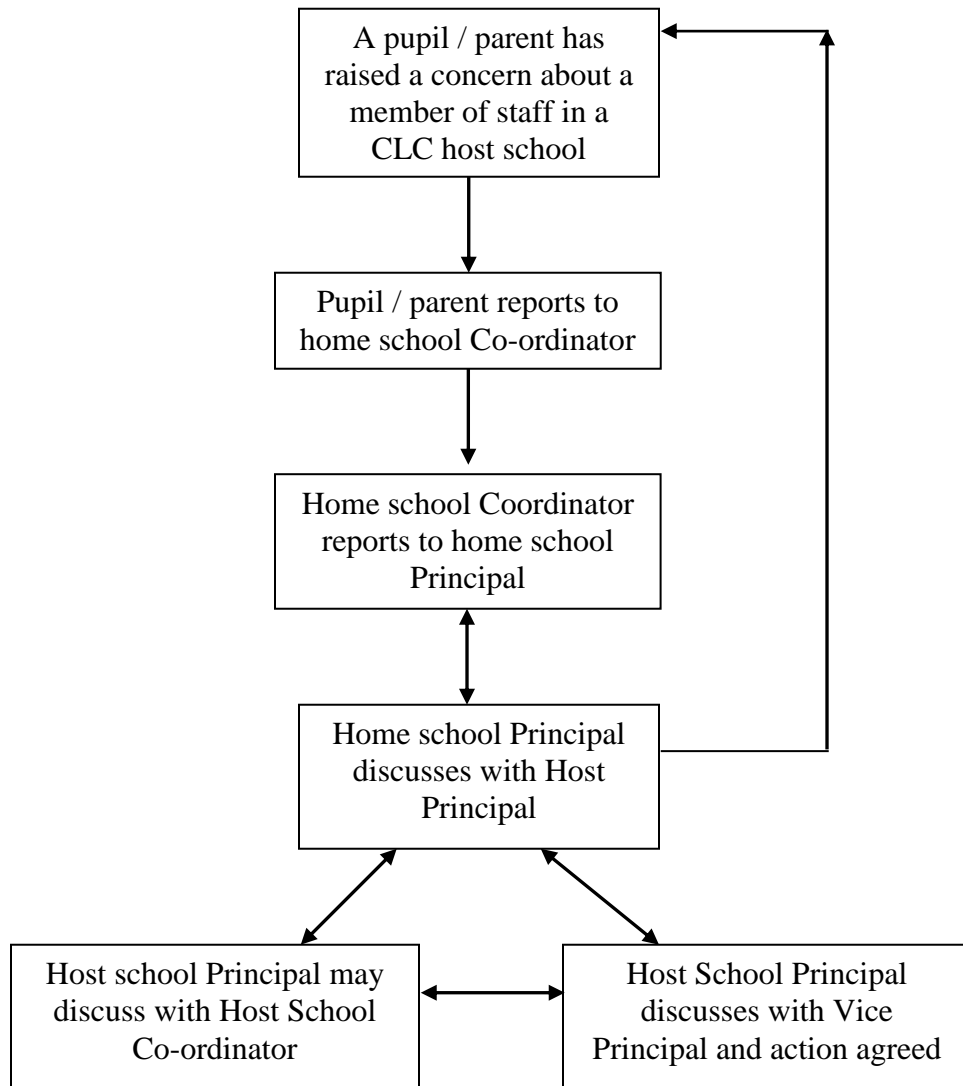 A pupil / parent has
raised a concern about a
member of staff in a
CLC host school
Pupil / parent reports to
home school Co-ordinator
Home school Coordinator
reports to home school
Principal
Home school Principal
discusses with Host
Principal
Host school Principal may
discuss with Host School
Co-ordinator
Host School Principal
discusses with Vice
Principal and action agreed